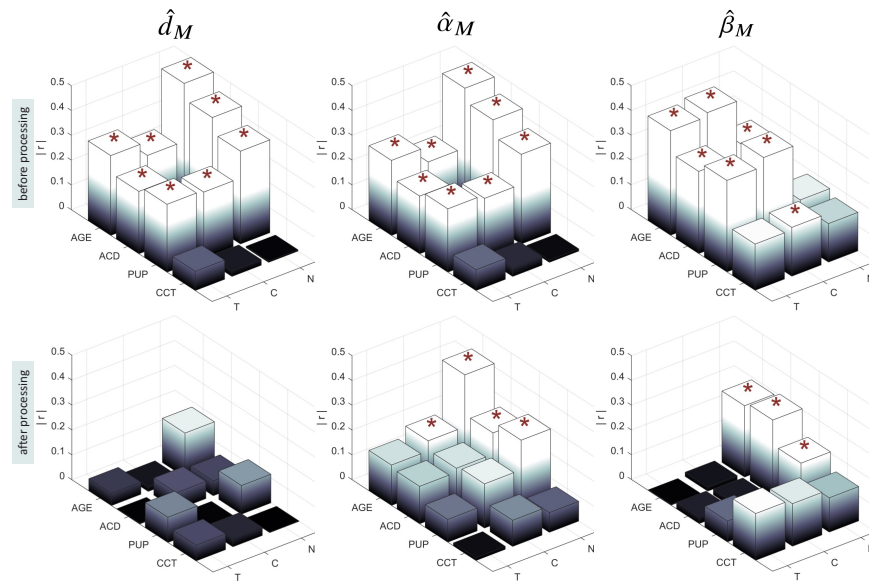 d̂_M α̂_M β̂_M
before processing
0.5 0.5 0.5
0.4 0.4 0.4
0.3 0.3 0.3
|r| |r| |r|
0.2 0.2 0.2
0.1 0.1 0.1
0 0 0
* * * * * * * *
* * * * * * * *
* * * * * * *
AGE AGE AGE
ACD ACD ACD
PUP PUP PUP
CCT CCT CCT
N N N
C C C
T T T
after processing
0.5 0.5 0.5
0.4 0.4 0.4
0.3 0.3 0.3
|r| |r| |r|
0.2 0.2 0.2
0.1 0.1 0.1
0 0 0
* * * *
* * *
AGE AGE AGE
ACD ACD ACD
PUP PUP PUP
CCT CCT CCT
N N N
C C C
T T T